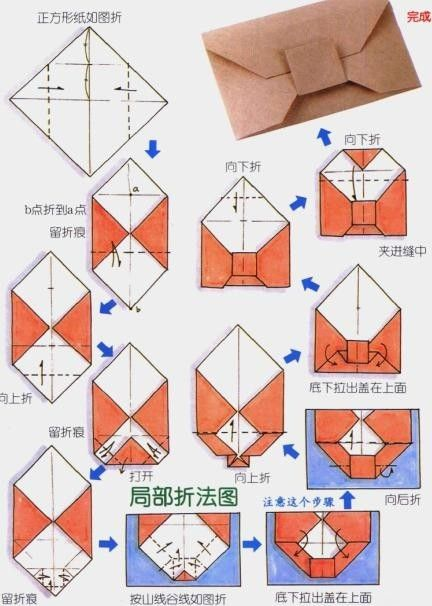 正方形纸如图折
完成
a
b点折到a点
留折痕
b
向上折
留折痕
打开
留折痕
局部折法图
按山线谷线如图折
注意这个步骤
底下拉出盖在上面
向后折
向上折
底下拉出盖在上面
向下折
向下折
夹进缝中